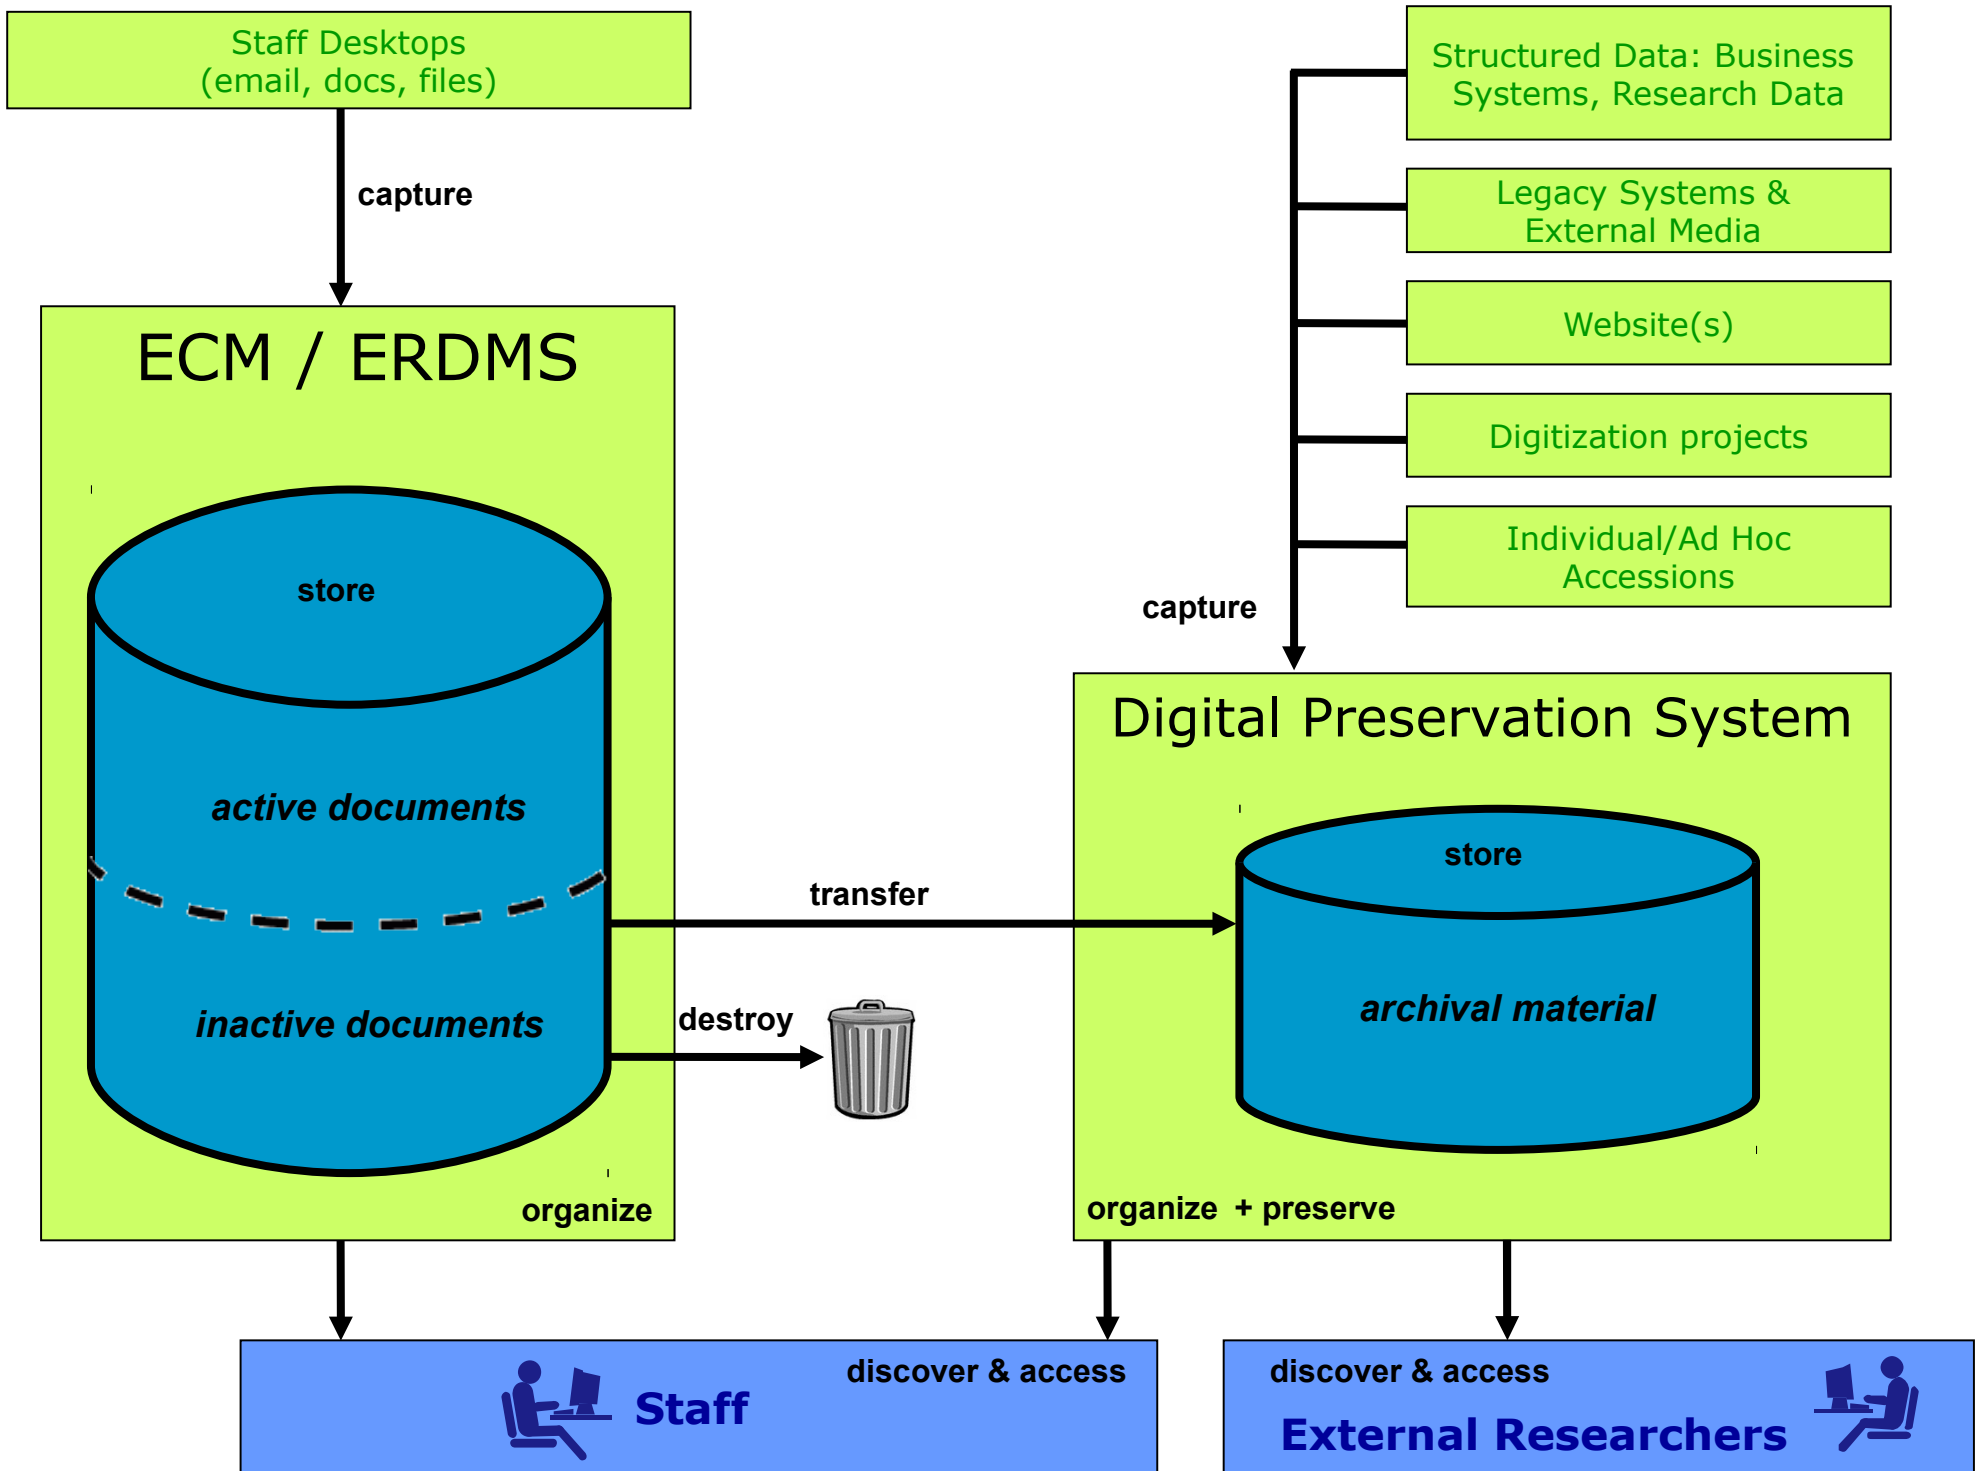 Staff Desktops
(email, docs, files)
capture
ECM / ERDMS
store
active documents
inactive documents
organize
transfer
destroy
Structured Data: Business
Systems, Research Data
Legacy Systems &
External Media
Website(s)
Digitization projects
Individual/Ad Hoc
Accessions
capture
Digital Preservation System
store
archival material
organize + preserve
discover & access
Staff
discover & access
External Researchers